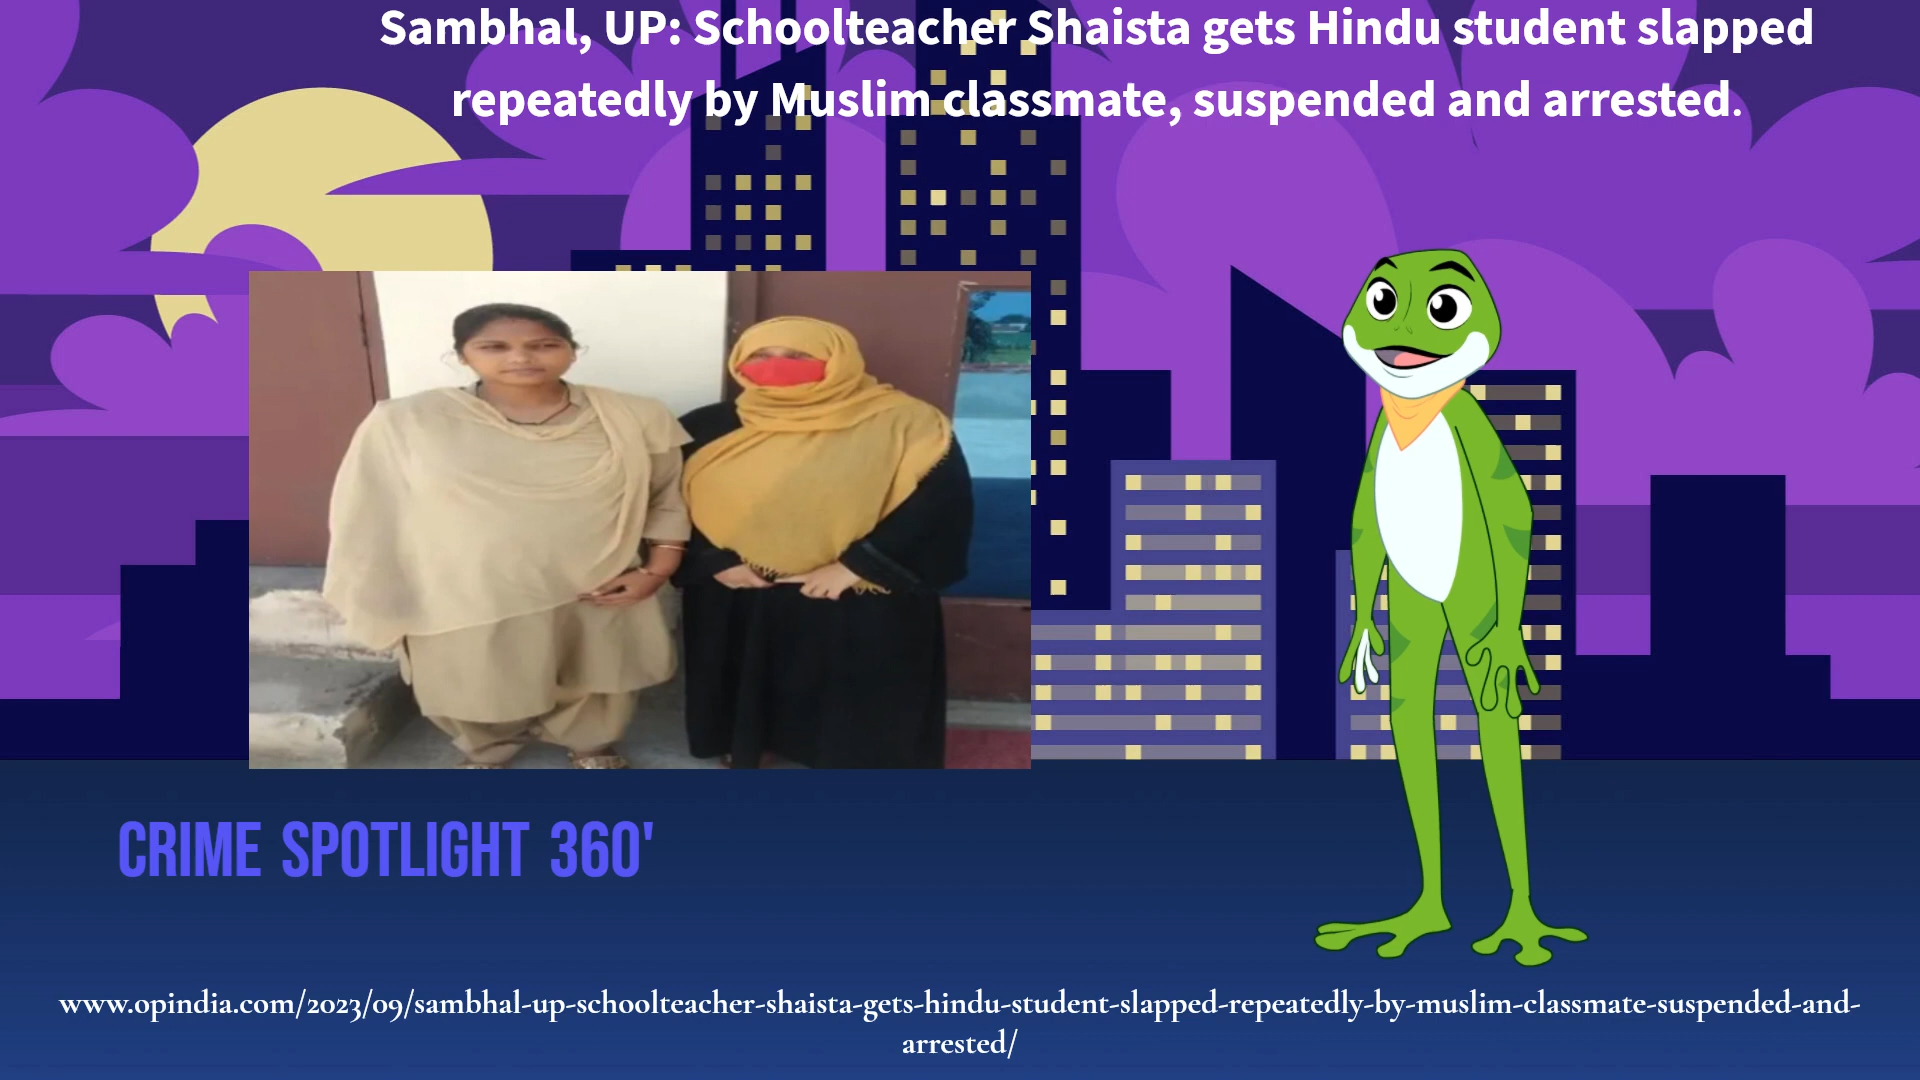 Sambhal, UP: Schoolteacher Shaista gets Hindu student slapped
repeatedly by Muslim classmate, suspended and arrested.
CRIME SPOTLIGHT 360'
www.opindia.com/2023/09/sambhal-up-schoolteacher-shaista-gets-hindu-student-slapped-repeatedly-by-muslim-classmate-suspended-and-
arrested/